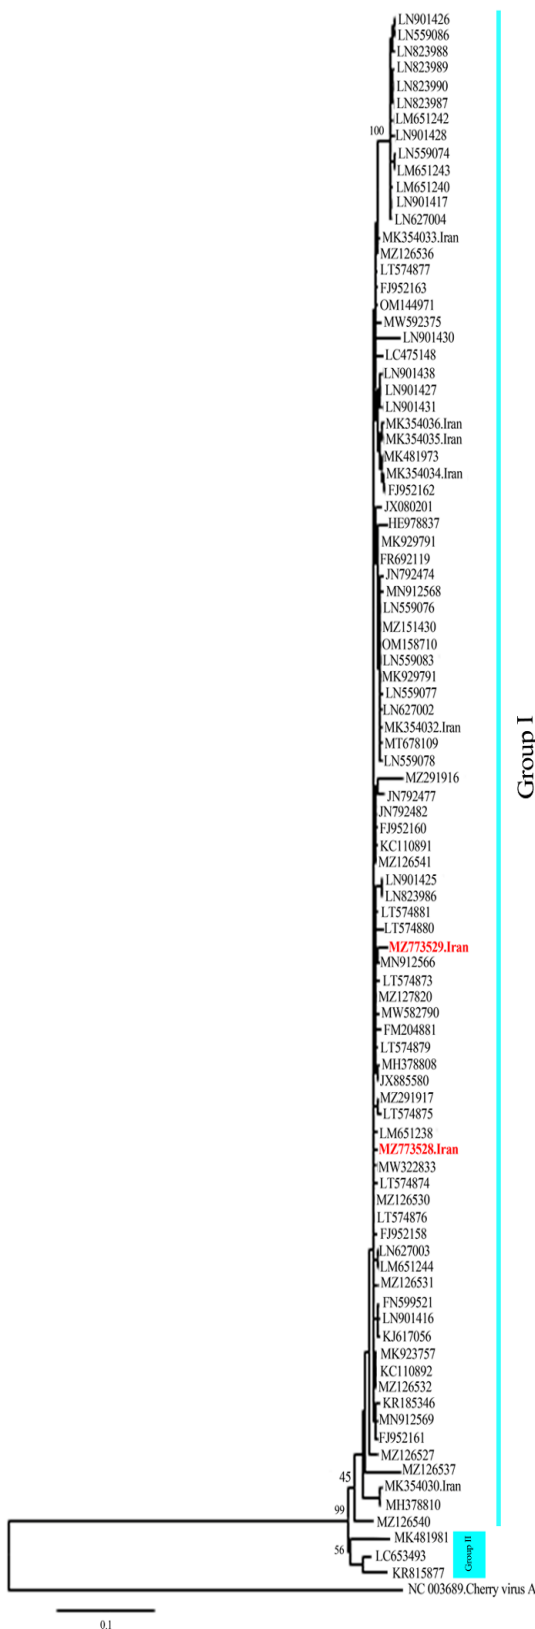 LN901426
LN559086
LN823988
LN823989
LN823990
LN823987
LM651242
100
LN901428
LN559074
LM651243
LM651240
LN901417
LN627004
MK354033.Iran
MZ126536
LT574877
FJ952163
OM144971
MW592375
LN901430
LC475148
LN901438
LN901427
LN901431
MK354036.Iran
MK354035.Iran
MK481973
MK354034.Iran
FJ952162
JX080201
HE978837
MK929791
FR692119
JN792474
MN912568
LN559076
MZ151430
OM158710
LN559083
MK929791
LN559077
LN627002
MK354032.Iran
MT678109
LN559078
Group I
MZ291916
JN792477
JN792482
FJ952160
KC110891
MZ126541
LN901425
LN823986
LT574881
LT574880
MZ773529.Iran
MN912566
LT574873
MZ127820
MW582790
FM204881
LT574879
MH378808
JX885580
MZ291917
LT574875
LM651238
MZ773528.Iran
MW322833
LT574874
MZ126530
LT574876
FJ952158
LN627003
LM651244
MZ126531
FN599521
LN901416
KJ617056
MK923757
KC110892
MZ126532
KR185346
MN912569
FJ952161
MZ126527
MZ126537
45
MK354030.Iran
MH378810
99
MZ126540
MK481981
56
LC653493
Group II
KR815877
NC 003689.Cherry virus A
0.1